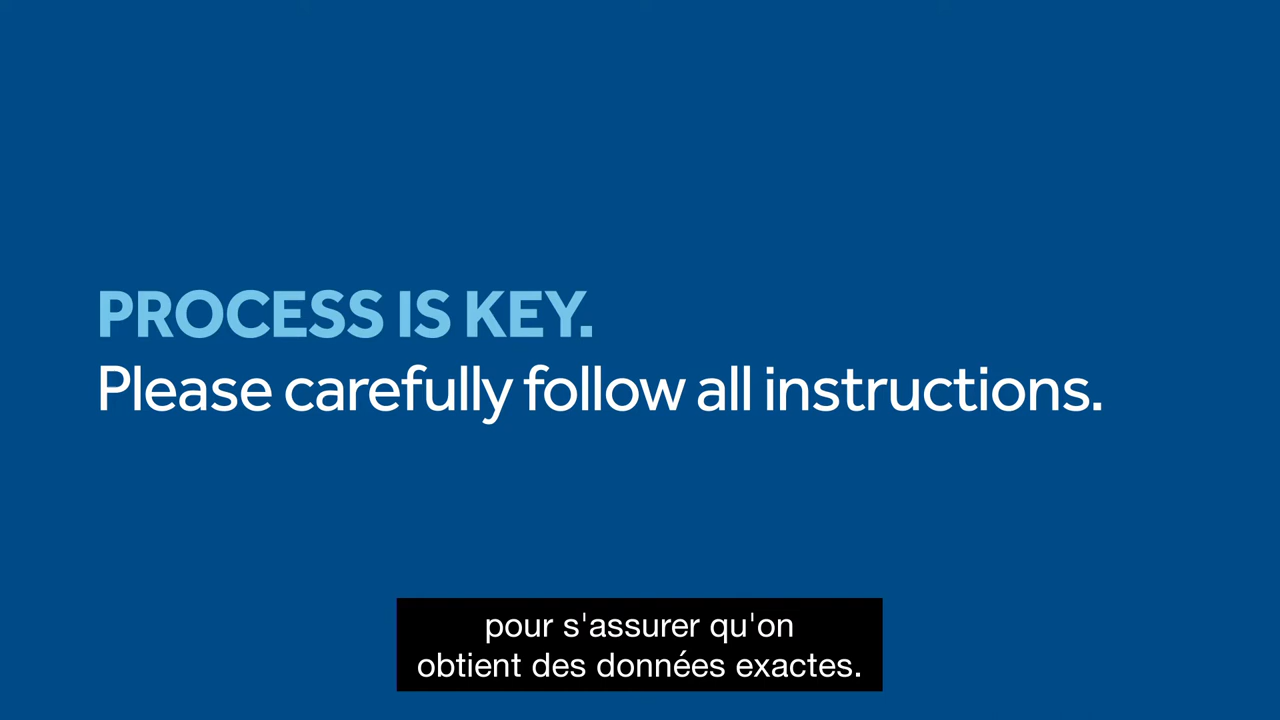 PROCESS IS KEY.
Please carefully follow all instructions.
pour s'assurer qu'on
obtient des données exactes.